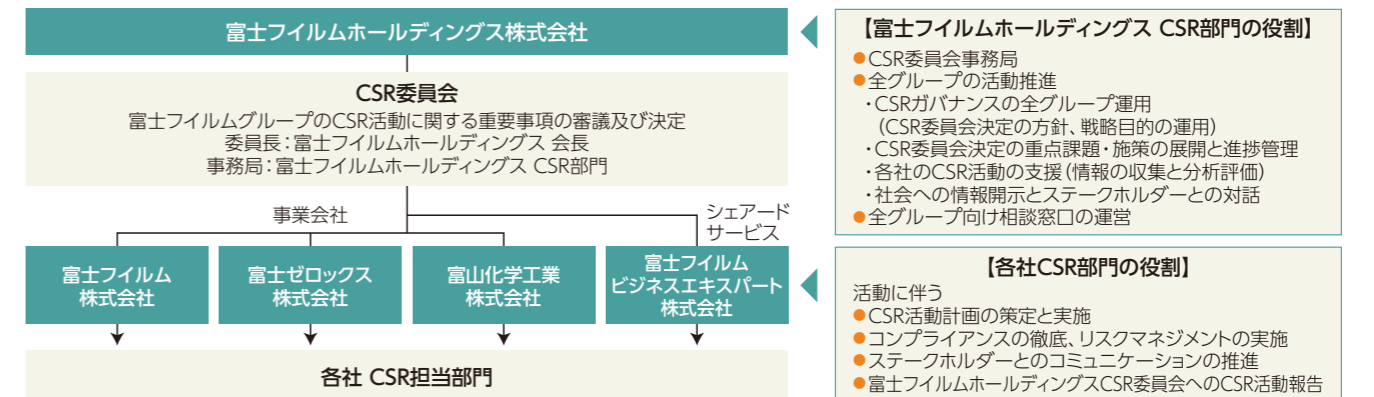 富士フイルムホールディングス株式会社
CSR委員会
富士フイルムグループのCSR活動に関する重要事項の審議及び決定
委員長：富士フイルムホールディングス 会長
事務局：富士フイルムホールディングス CSR部門
事業会社
シェアード
サービス
富士フイルム
株式会社
富士ゼロックス
株式会社
富山化学工業
株式会社
富士フイルム
ビジネスエキスパート
株式会社
各社 CSR担当部門
【富士フイルムホールディングス CSR部門の役割】
●CSR委員会事務局
●全グループの活動推進
・CSRガバナンスの全グループ運用
（CSR委員会決定の方針、戦略目的の運用）
・CSR委員会決定の重点課題・施策の展開と進捗管理
・各社のCSR活動の支援（情報の収集と分析評価）
・社会への情報開示とステークホルダーとの対話
●全グループ向け相談窓口の運営
【各社CSR部門の役割】
活動に伴う
●CSR活動計画の策定と実施
●コンプライアンスの徹底、リスクマネジメントの実施
●ステークホルダーとのコミュニケーションの推進
●富士フイルムホールディングスCSR委員会へのCSR活動報告